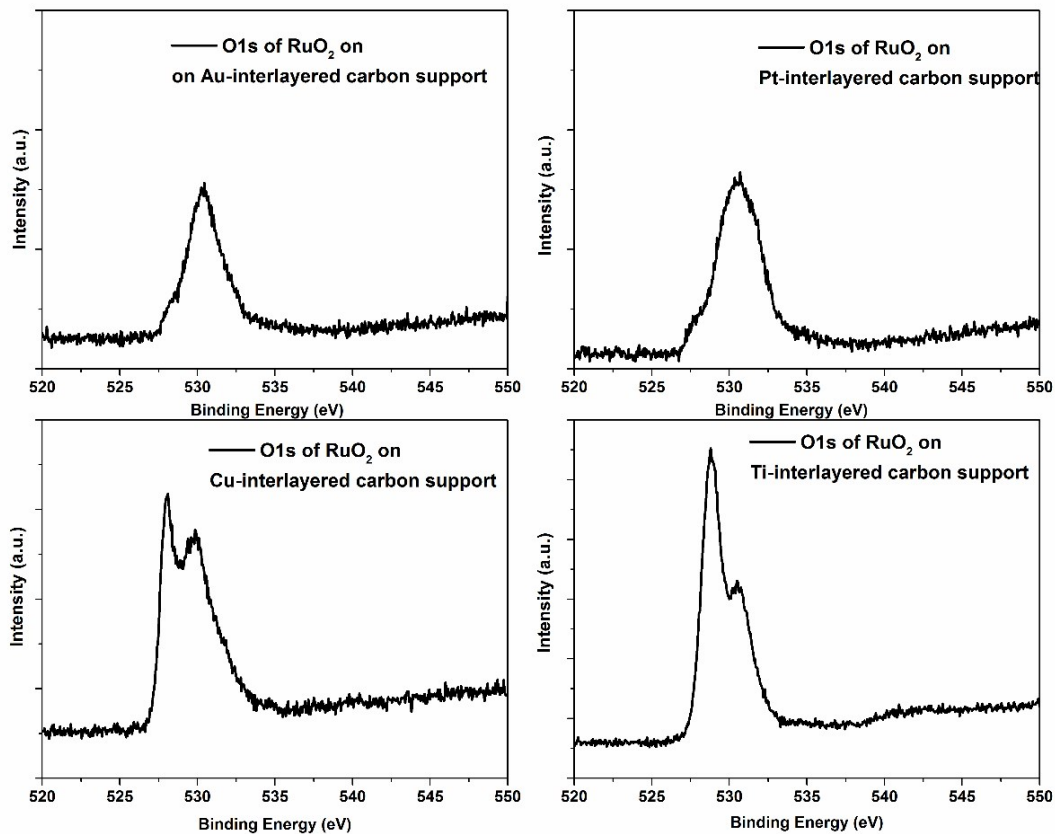 O1s of RuO₂ on
on Au-interlayered carbon support
Intensity (a.u.)
520 525 530 535 540 545 550
Binding Energy (eV)
O1s of RuO₂ on
Pt-interlayered carbon support
Intensity (a.u.)
520 525 530 535 540 545 550
Binding Energy (eV)
O1s of RuO₂ on
Cu-interlayered carbon support
Intensity (a.u.)
520 525 530 535 540 545 550
Binding Energy (eV)
O1s of RuO₂ on
Ti-interlayered carbon support
Intensity (a.u.)
520 525 530 535 540 545 550
Binding Energy (eV)